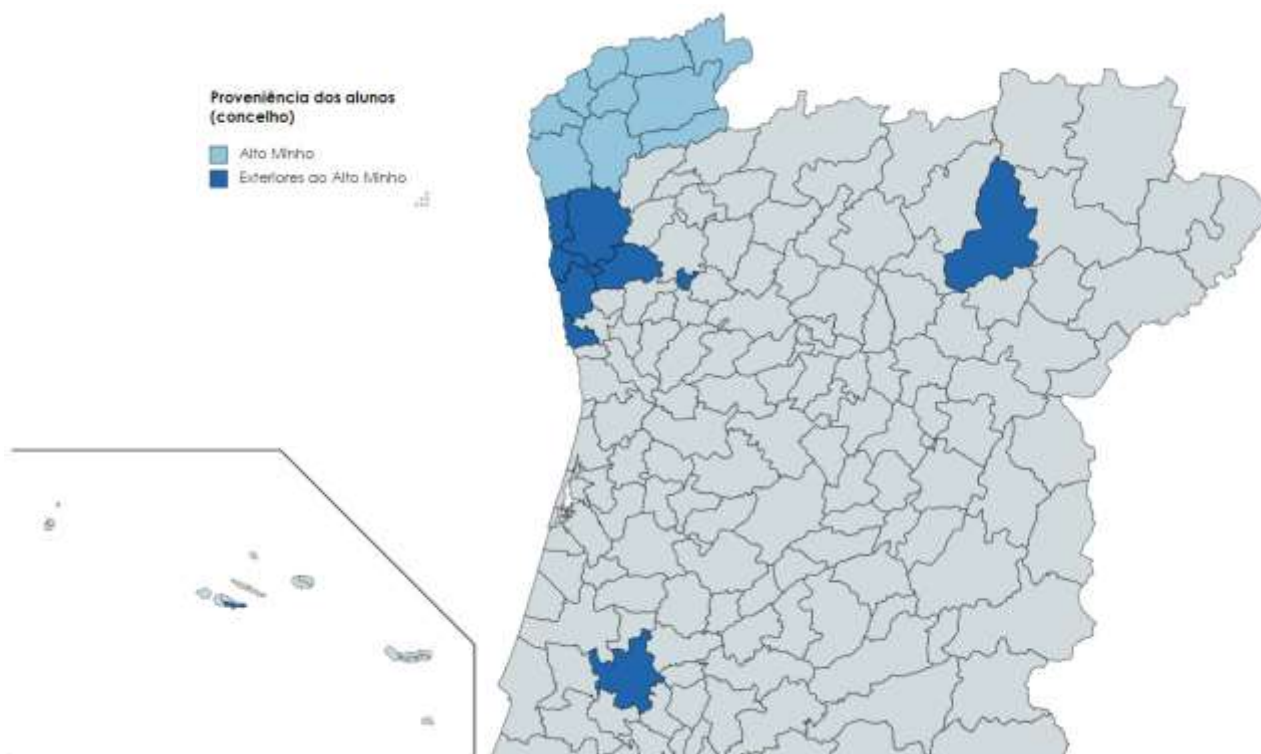 Proveniência dos alunos
(concelho)
Alto Minho
Exteriores ao Alto Minho